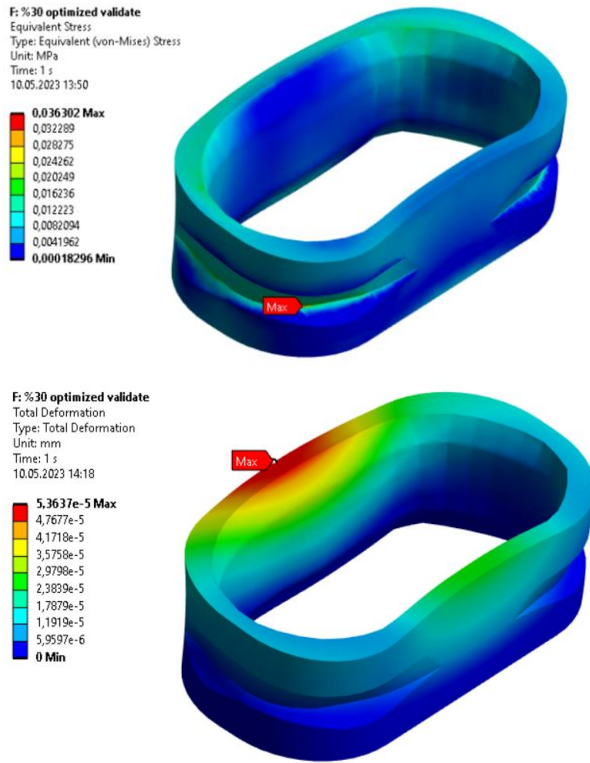 F: %30 optimized validate
Equivalent Stress
Type: Equivalent (von-Mises) Stress
Unit: MPa
Time: 1 s
10.05.2023 13:50
0,036302 Max
0,032289
0,028275
0,024262
0,020249
0,016236
0,012223
0,0082094
0,0041962
0,00018296 Min
Max
F: %30 optimized validate
Total Deformation
Type: Total Deformation
Unit: mm
Time: 1 s
10.05.2023 14:18
Max
5,3637e-5 Max
4,7677e-5
4,1718e-5
3,5758e-5
2,9798e-5
2,3839e-5
1,7879e-5
1,1919e-5
5,9597e-6
0 Min